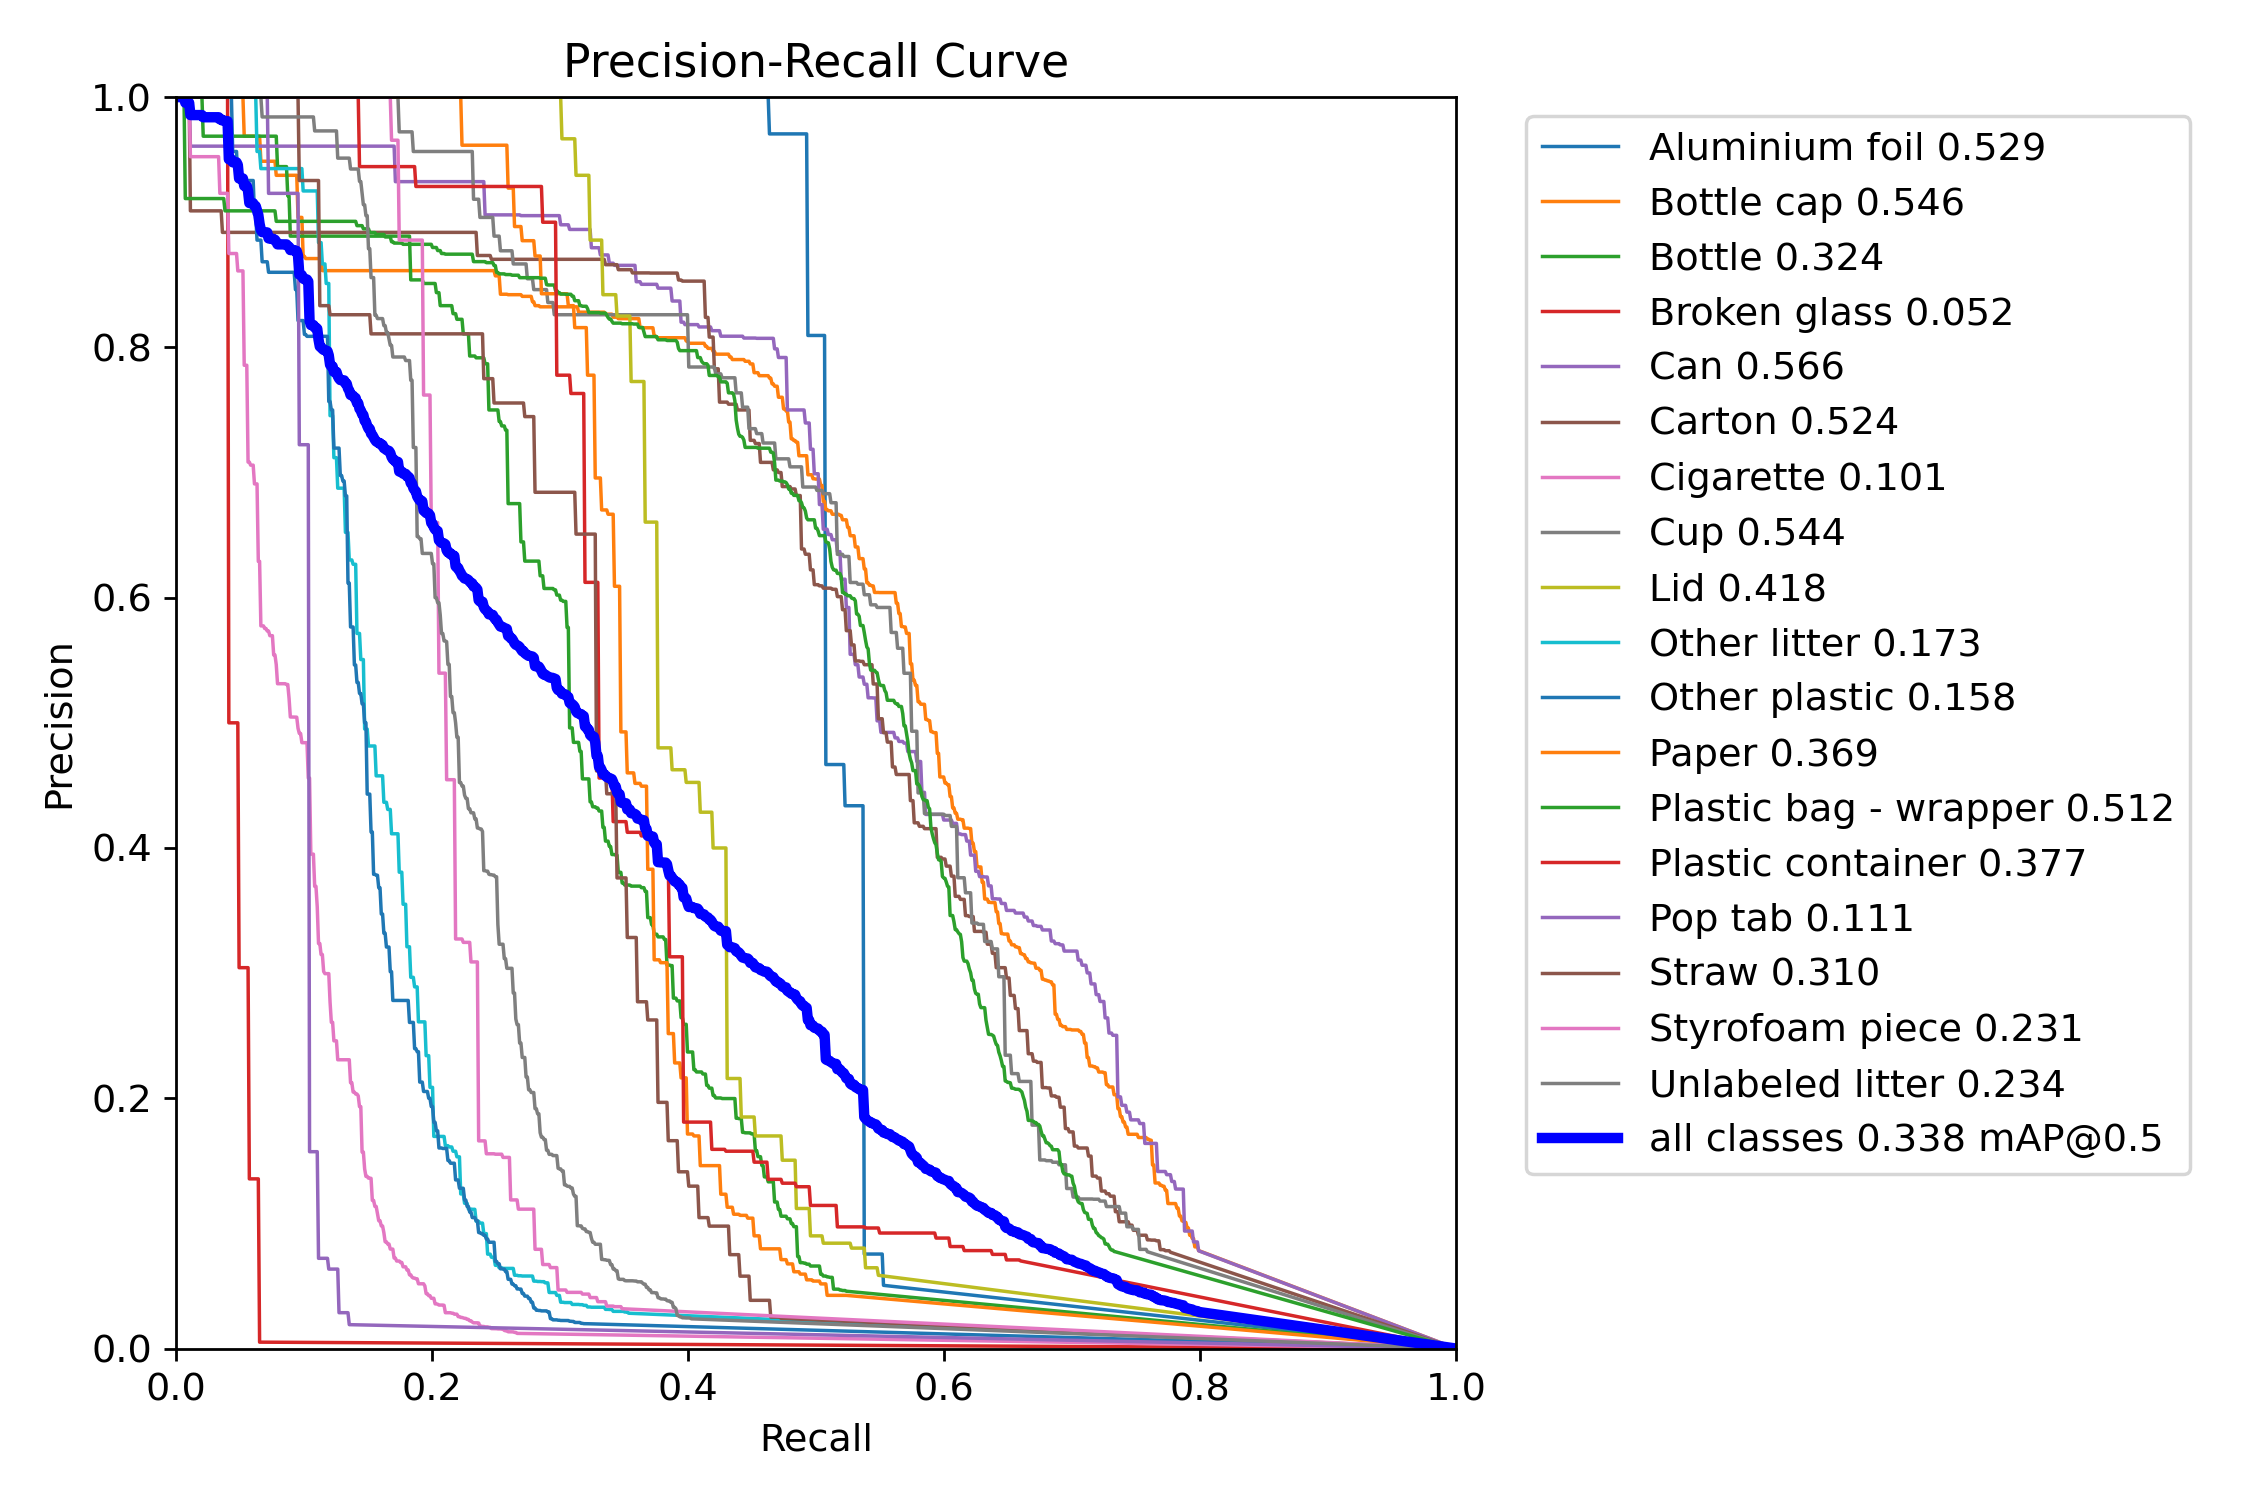 Precision-Recall Curve
1.0
0.8
0.6
0.4
0.2
0.0
Precision
0.0 0.2 0.4 0.6 0.8 1.0
Recall
Aluminium foil 0.529
Bottle cap 0.546
Bottle 0.324
Broken glass 0.052
Can 0.566
Carton 0.524
Cigarette 0.101
Cup 0.544
Lid 0.418
Other litter 0.173
Other plastic 0.158
Paper 0.369
Plastic bag - wrapper 0.512
Plastic container 0.377
Pop tab 0.111
Straw 0.310
Styrofoam piece 0.231
Unlabeled litter 0.234
all classes 0.338 mAP@0.5